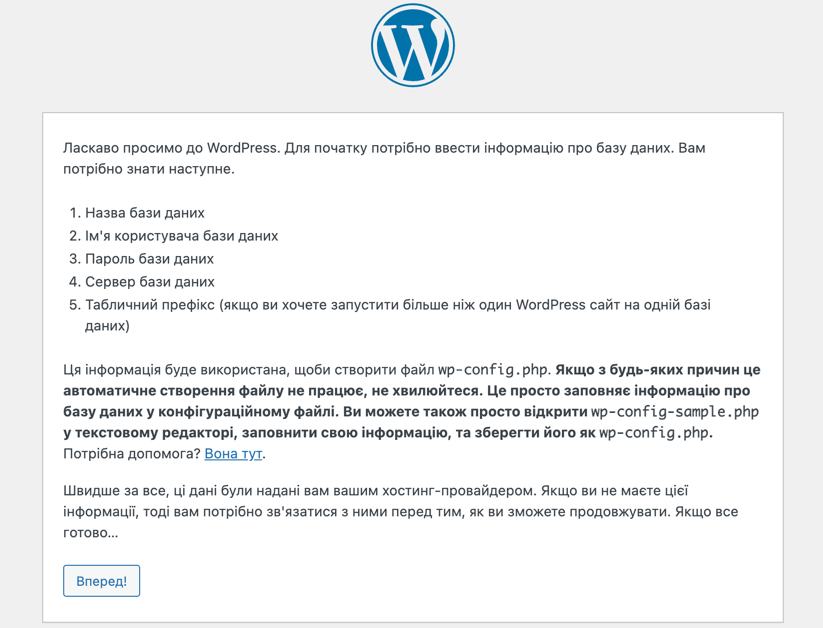 Ласкаво просимо до WordPress. Для початку потрібно ввести інформацію про базу даних. Вам
потрібно знати наступне.
1. Назва бази даних
2. Ім'я користувача бази даних
3. Пароль бази даних
4. Сервер бази даних
5. Табличний префікс (якщо ви хочете запустити більше ніж один WordPress сайт на одній базі
даних)
Ця інформація буде використана, щоби створити файл wp-config.php. Якщо з будь-яких причин це
автоматичне створення файлу не працює, не хвилюйтеся. Це просто заповняє інформацію про
базу даних у конфігураційному файлі. Ви можете також просто відкрити wp-config-sample.php
у текстовому редакторі, заповнити свою інформацію, та зберегти його як wp-config.php.
Потрібна допомога? Вона тут.
Швидше за все, ці дані були надані вам вашим хостинг-провайдером. Якщо ви не маєте цієї
інформації, тоді вам потрібно зв'язатися з ними перед тим, як ви зможете продовжувати. Якщо все
готово...
Вперед!